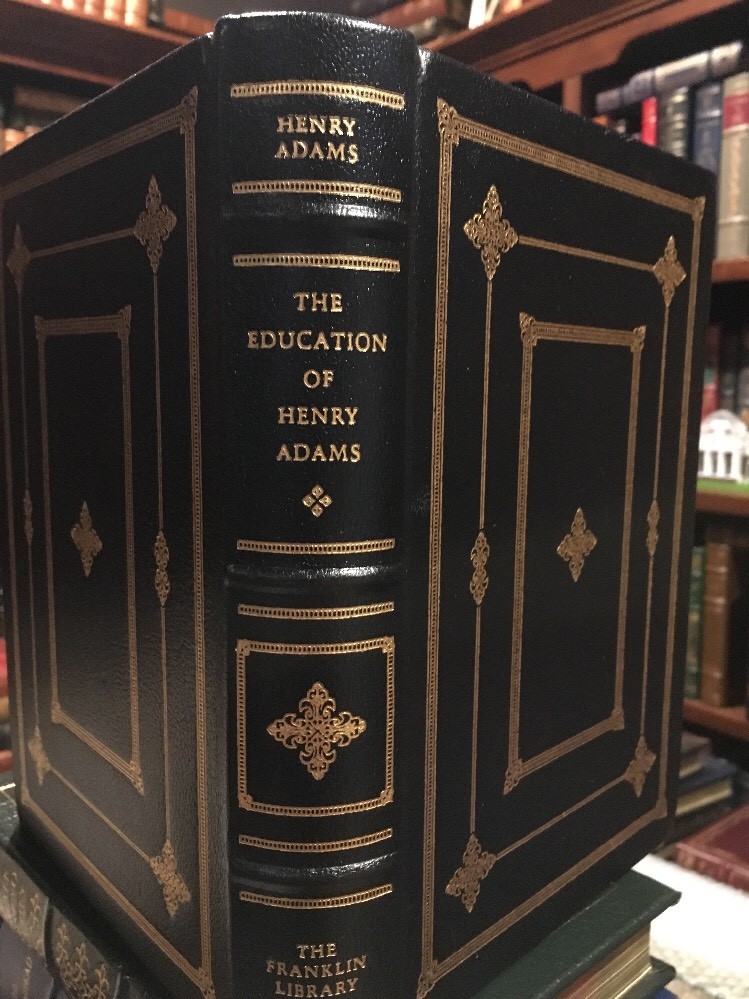 HENRY
ADAMS
THE
EDUCATION
OF
HENRY
ADAMS
THE
FRANKLIN
LIBRARY